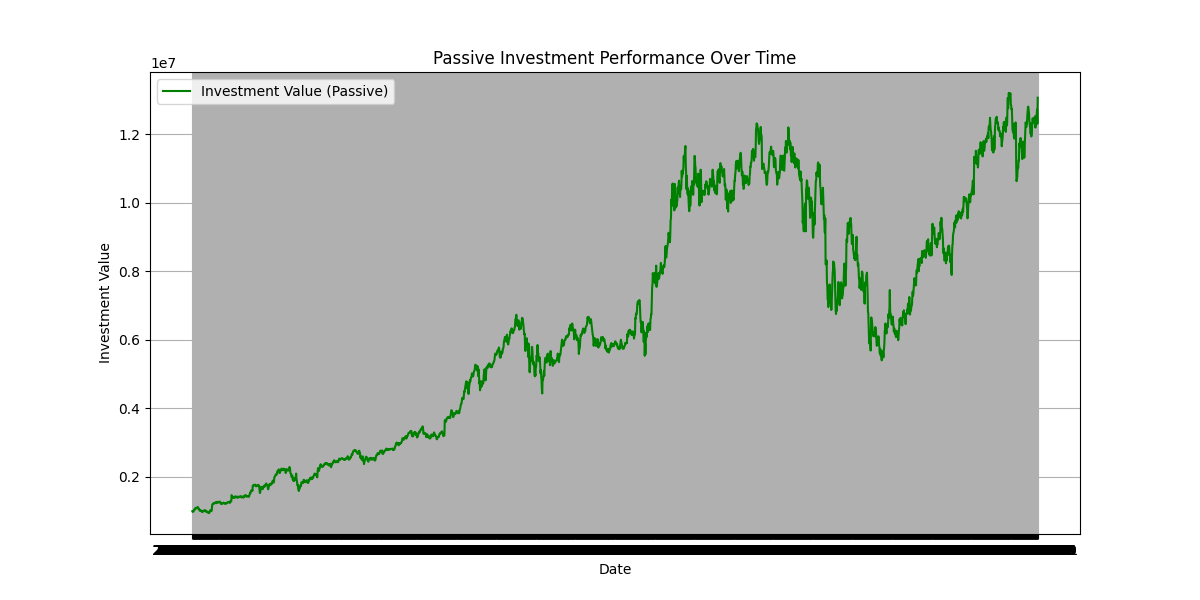 Passive Investment Performance Over Time
1e7
Investment Value (Passive)
1.2
1.0
0.8
0.6
0.4
0.2
Investment Value
Date